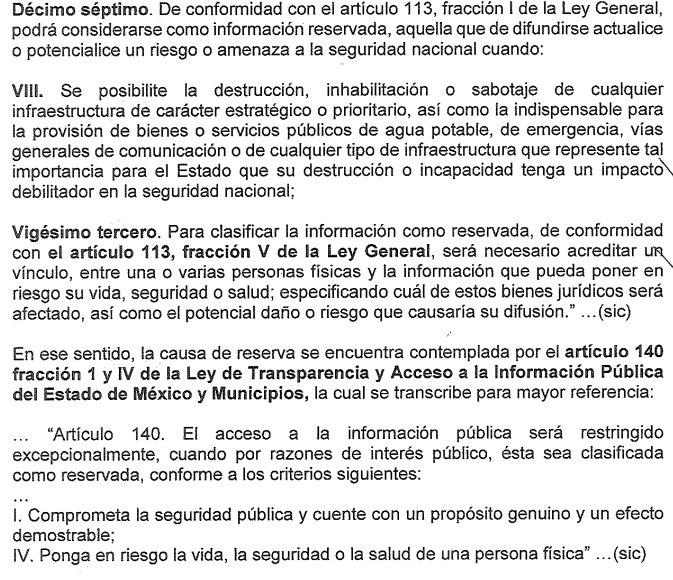 Décimo séptimo. De conformidad con el artículo 113, fracción I de la Ley General,
podrá considerarse como información reservada, aquella que de difundirse actualice
o potencialice un riesgo o amenaza a la seguridad nacional cuando:
VIII. Se posibilite la destrucción, inhabilitación o sabotaje de cualquier
infraestructura de carácter estratégico o prioritario, así como la indispensable para
la provisión de bienes o servicios públicos de agua potable, de emergencia, vías
generales de comunicación o de cualquier tipo de infraestructura que represente tal
importancia para el Estado que su destrucción o incapacidad tenga un impacto
debilitador en la seguridad nacional;
Vigésimo tercero. Para clasificar la información como reservada, de conformidad
con el artículo 113, fracción V de la Ley General, será necesario acreditar un
vínculo, entre una o varias personas físicas y la información que pueda poner en
riesgo su vida, seguridad o salud; especificando cuál de estos bienes jurídicos será
afectado, así como el potencial daño o riesgo que causaría su difusión.” ...(sic)
En ese sentido, la causa de reserva se encuentra contemplada por el artículo 140
fracción 1 y IV de la Ley de Transparencia y Acceso a la Información Pública
del Estado de México y Municipios, la cual se transcribe para mayor referencia:
... “Artículo 140. El acceso a la información pública será restringido
excepcionalmente, cuando por razones de interés público, ésta sea clasificada
como reservada, conforme a los criterios siguientes:
...
I. Comprometa la seguridad pública y cuente con un propósito genuino y un efecto
demostrable;
IV. Ponga en riesgo la vida, la seguridad o la salud de una persona física” ...(sic)